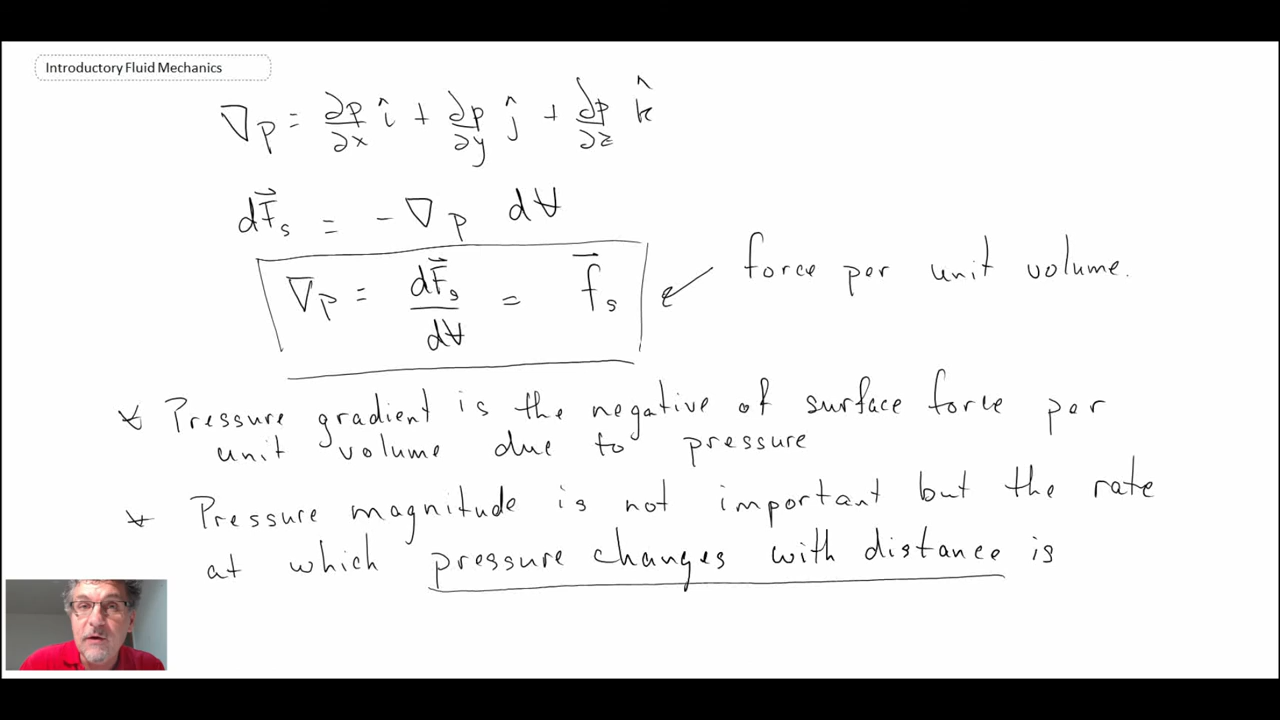 Introductory Fluid Mechanics
∇p = ∂p/∂x î + ∂p/∂y ĵ + ∂p/∂z k̂
dF⃗s = - ∇p dV̶
∇p = dF⃗s/dV̶ = f⃗s ← force per unit volume.
* Pressure gradient is the negative of surface force per
unit volume due to pressure
* Pressure magnitude is not important but the rate
at which pressure changes with distance is